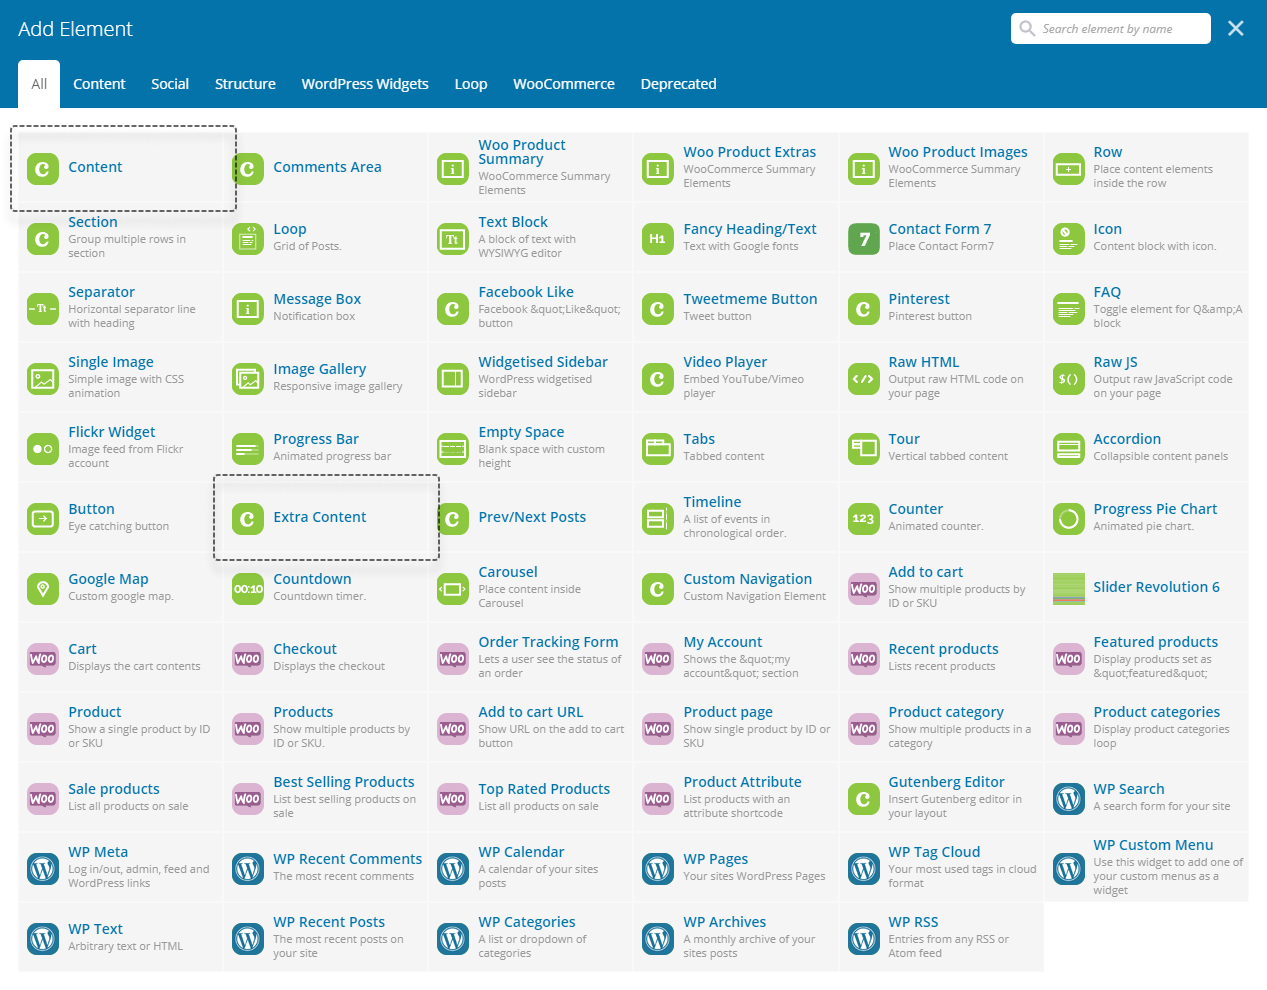 Add Element
Search element by name
All Content Social Structure WordPress Widgets Loop WooCommerce Deprecated
C Content
C Comments Area
i Woo Product
Summary
WooCommerce Summary
Elements
i Woo Product Extras
WooCommerce Summary
Elements
i Woo Product Images
WooCommerce Summary
Elements
Row
Place content elements
inside the row
C Section
Group multiple rows in
section
Loop
Grid of Posts.
Tt Text Block
A block of text with
WYSIWYG editor
H1 Fancy Heading/Text
Text with Google fonts
7 Contact Form 7
Place Contact Form7
Icon
Content block with icon.
Tt Separator
Horizontal separator line
with heading
i Message Box
Notification box
C Facebook Like
Facebook &quot;Like&quot;
button
C Tweetmeme Button
Tweet button
C Pinterest
Pinterest button
FAQ
Toggle element for Q&amp;A
block
Single Image
Simple image with CSS
animation
Image Gallery
Responsive image gallery
Widgetised Sidebar
WordPress widgetised
sidebar
C Video Player
Embed YouTube/Vimeo
player
</> Raw HTML
Output raw HTML code on
your page
$() Raw JS
Output raw JavaScript code
on your page
Flickr Widget
Image feed from Flickr
account
Progress Bar
Animated progress bar
Empty Space
Blank space with custom
height
Tabs
Tabbed content
Tour
Vertical tabbed content
Accordion
Collapsible content panels
Button
Eye catching button
C Extra Content
C Prev/Next Posts
Timeline
A list of events in
chronological order.
123 Counter
Animated counter.
Progress Pie Chart
Animated pie chart.
Google Map
Custom google map.
00:10 Countdown
Countdown timer.
Carousel
Place content inside
Carousel
C Custom Navigation
Custom Navigation Element
Woo Add to cart
Show multiple products by
ID or SKU
Slider Revolution 6
Woo Cart
Displays the cart contents
Woo Checkout
Displays the checkout
Woo Order Tracking Form
Lets a user see the status of
an order
Woo My Account
Shows the &quot;my
account&quot; section
Woo Recent products
Lists recent products
Woo Featured products
Display products set as
&quot;featured&quot;
Woo Product
Show a single product by ID
or SKU
Woo Products
Show multiple products by
ID or SKU.
Woo Add to cart URL
Show URL on the add to cart
button
Woo Product page
Show single product by ID or
SKU
Woo Product category
Show multiple products in a
category
Woo Product categories
Display product categories
loop
Woo Sale products
List all products on sale
Woo Best Selling Products
List best selling products on
sale
Woo Top Rated Products
List all products on sale
Woo Product Attribute
List products with an
attribute shortcode
C Gutenberg Editor
Insert Gutenberg editor in
your layout
W WP Search
A search form for your site
W WP Meta
Log in/out, admin, feed and
WordPress links
W WP Recent Comments
The most recent comments
W WP Calendar
A calendar of your sites
posts
W WP Pages
Your sites WordPress Pages
W WP Tag Cloud
Your most used tags in cloud
format
W WP Custom Menu
Use this widget to add one of
your custom menus as a
widget
W WP Text
Arbitrary text or HTML
W WP Recent Posts
The most recent posts on
your site
W WP Categories
A list or dropdown of
categories
W WP Archives
A monthly archive of your
sites posts
W WP RSS
Entries from any RSS or
Atom feed